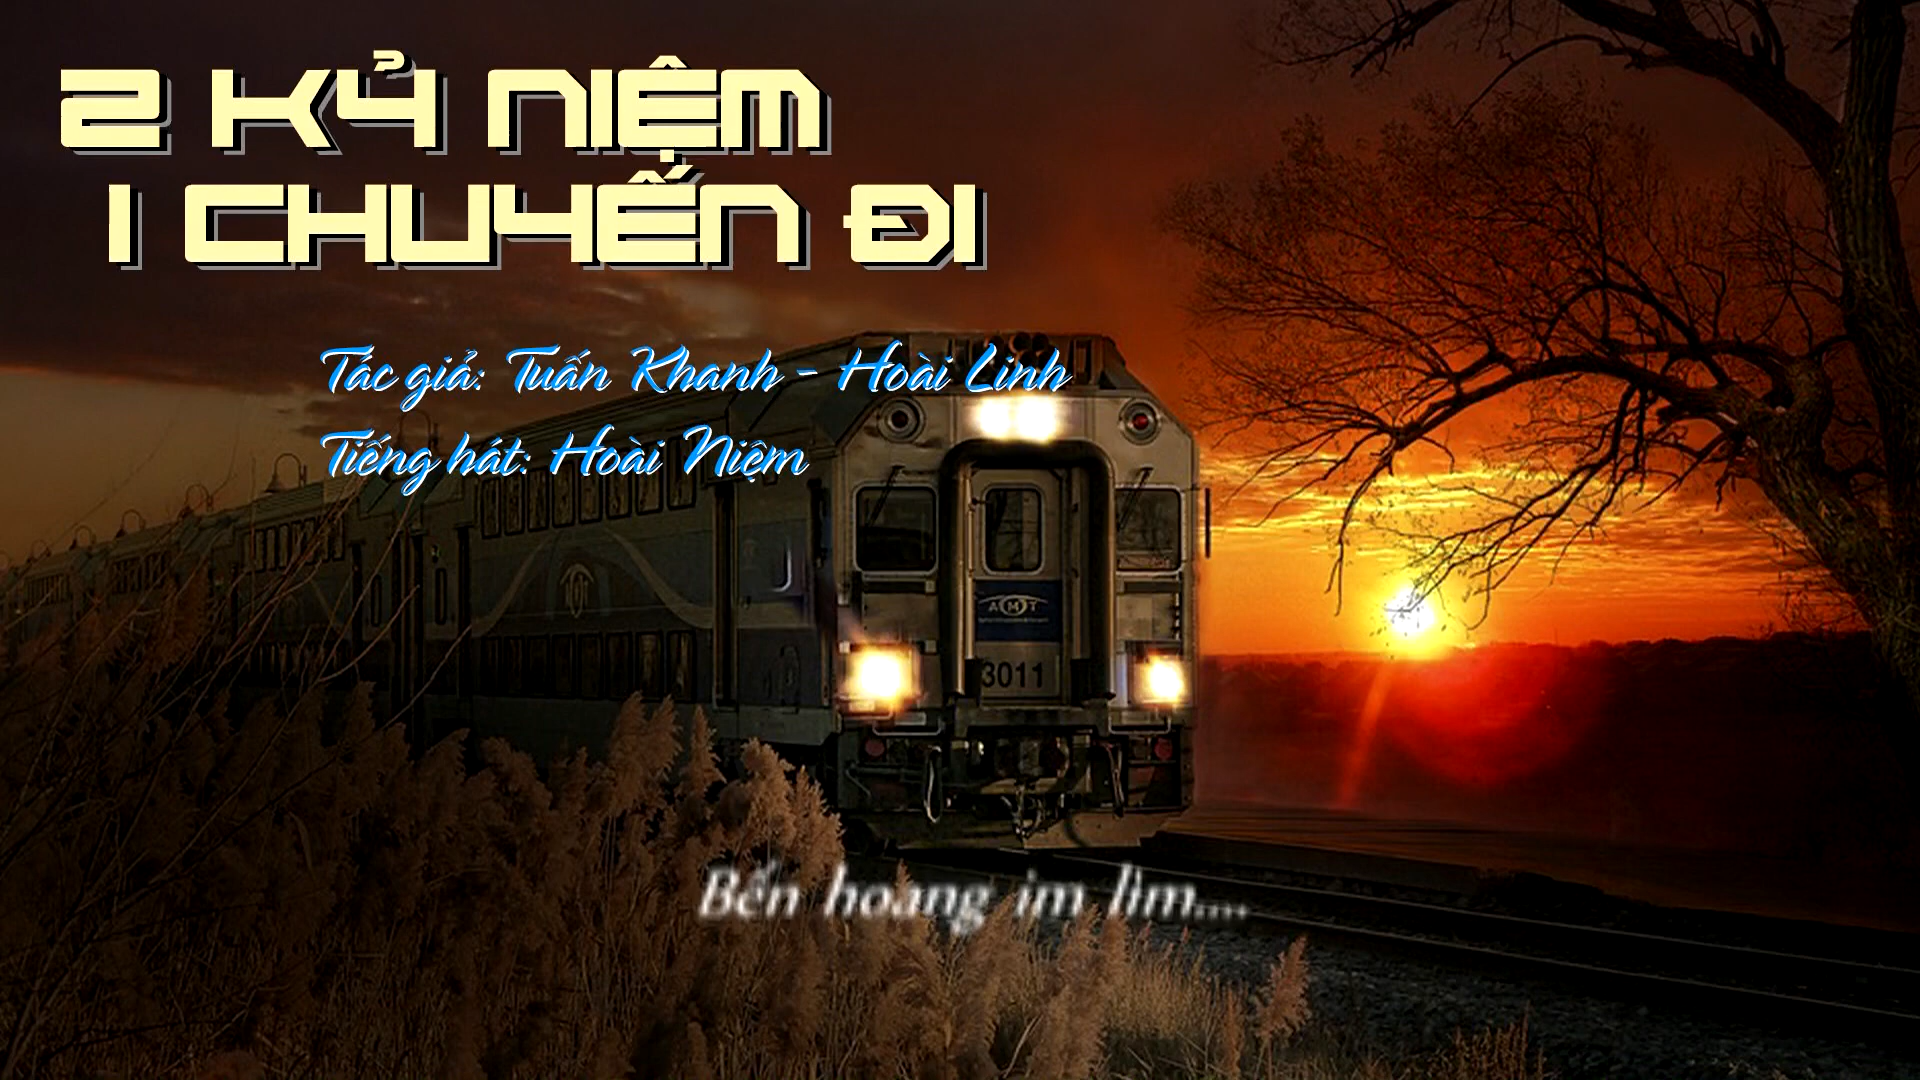 2 KỶ NIỆM
1 CHUYẾN ĐI
Tác giả: Tuấn Khanh - Hoài Linh
Tiếng hát: Hoài Niệm
AMT
3011
Bến hoang im lìm....